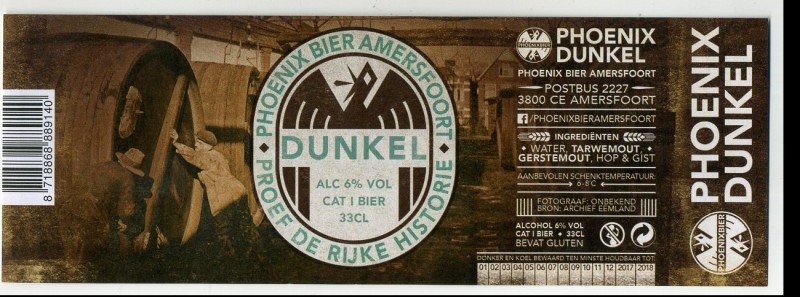 8 718868 889140
PHOENIX BIER AMERSFOORT
DUNKEL
ALC 6% VOL
CAT I BIER
33CL
PROEF DE RIJKE HISTORIE
PHOENIXBIER
PHOENIX
DUNKEL
PHOENIX BIER AMERSFOORT
POSTBUS 2227
3800 CE AMERSFOORT
f /PHOENIXBIERAMERSFOORT
INGREDIËNTEN
• WATER, TARWEMOUT, •
GERSTEMOUT, HOP & GIST
AANBEVOLEN SCHENKTEMPERATUUR:
6-8°C
FOTOGRAAF: ONBEKEND
BRON: ARCHIEF EEMLAND
ALCOHOL 6% VOL
CAT I BIER • 33CL
BEVAT GLUTEN
DONKER EN KOEL BEWAARD TEN MINSTE HOUDBAAR TOT
01 02 03 04 05 06 07 08 09 10 11 12 2017 2018
PHOENIX
DUNKEL
PHOENIXBIER